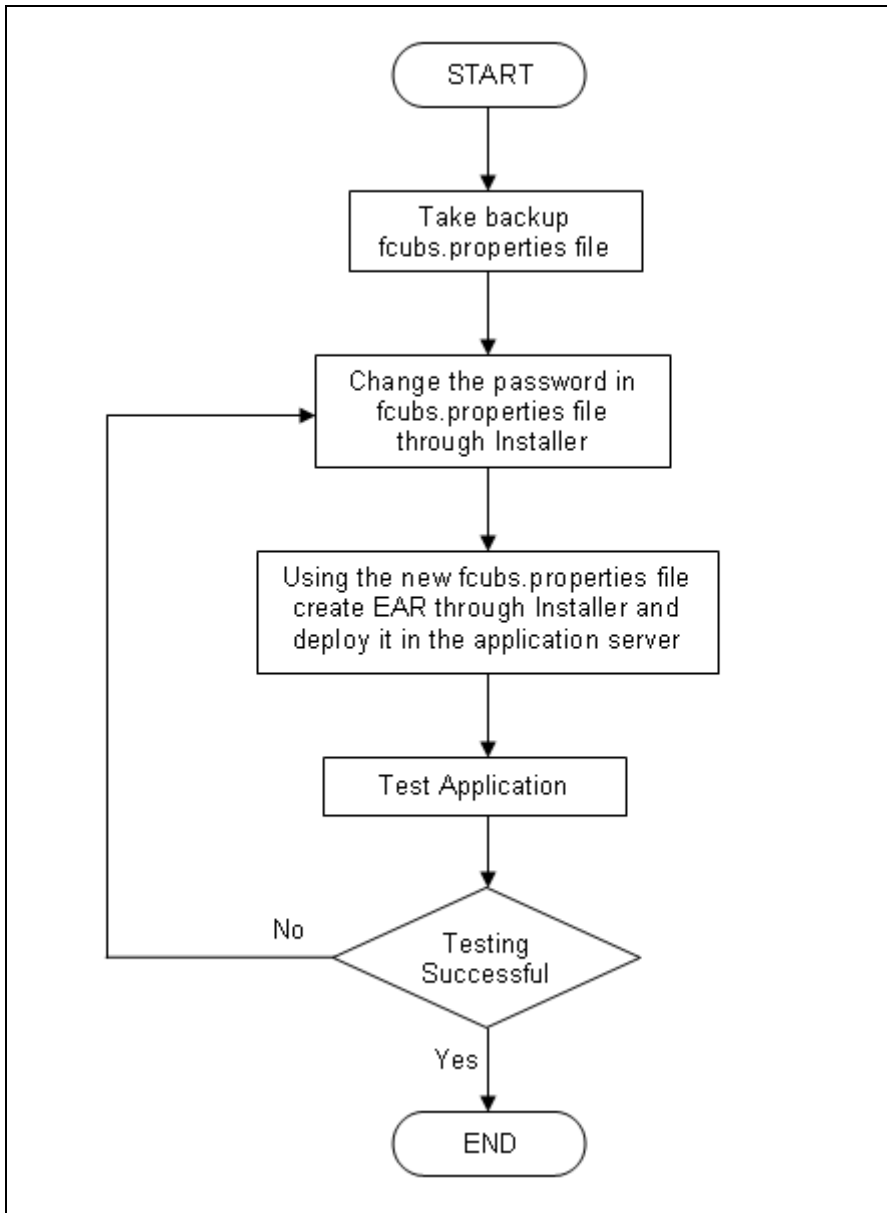 START
Take backup
fcubs.properties file
Change the password in
fcubs.properties file
through Installer
Using the new fcubs.properties file
create EAR through Installer and
deploy it in the application server
Test Application
No
Testing
Successful
Yes
END